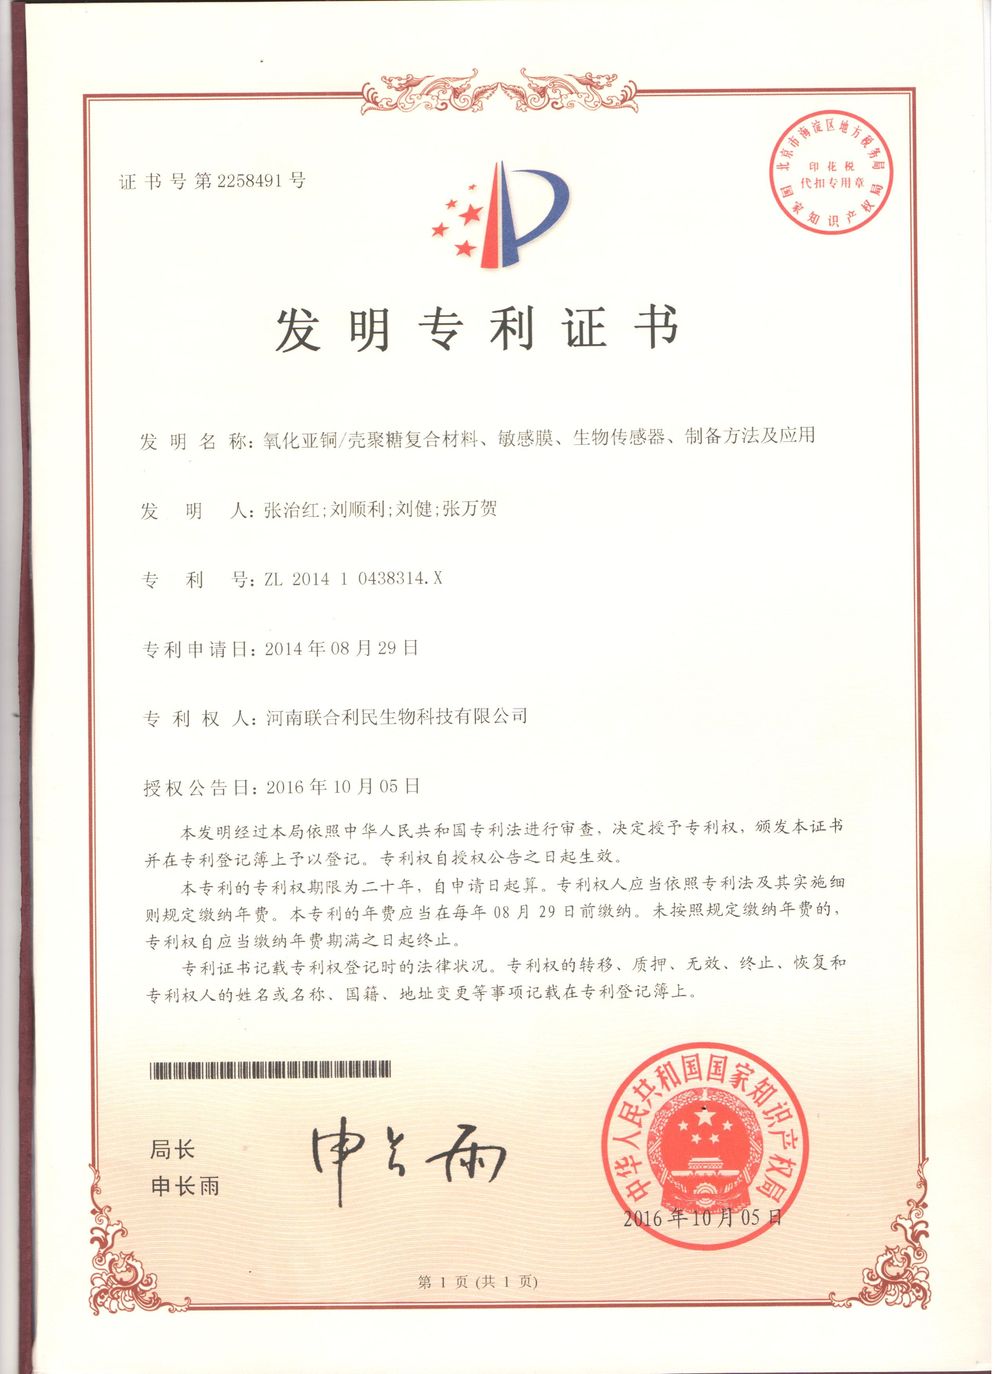 证书号第2258491号
北京市海淀区地方税务局
印花税
代扣专用章
国家知识产权局
发明专利证书
发明名称：氧化亚铜/壳聚糖复合材料、敏感膜、生物传感器、制备方法及应用
发明人：张治红;刘顺利;刘健;张万贺
专利号：ZL 2014 1 0438314.X
专利申请日：2014年08月29日
专利权人：河南联合利民生物科技有限公司
授权公告日：2016年10月05日
本发明经过本局依照中华人民共和国专利法进行审查，决定授予专利权，颁发本证书
并在专利登记簿上予以登记。专利权自授权公告之日起生效。
本专利的专利权期限为二十年，自申请日起算。专利权人应当依照专利法及其实施细
则规定缴纳年费。本专利的年费应当在每年08月29日前缴纳。未按照规定缴纳年费的，
专利权自应当缴纳年费期满之日起终止。
专利证书记载专利权登记时的法律状况。专利权的转移、质押、无效、终止、恢复和
专利权人的姓名或名称、国籍、地址变更等事项记载在专利登记簿上。
局长
申长雨
申长雨
中华人民共和国国家知识产权局
2016年10月05日
第1页(共1页)